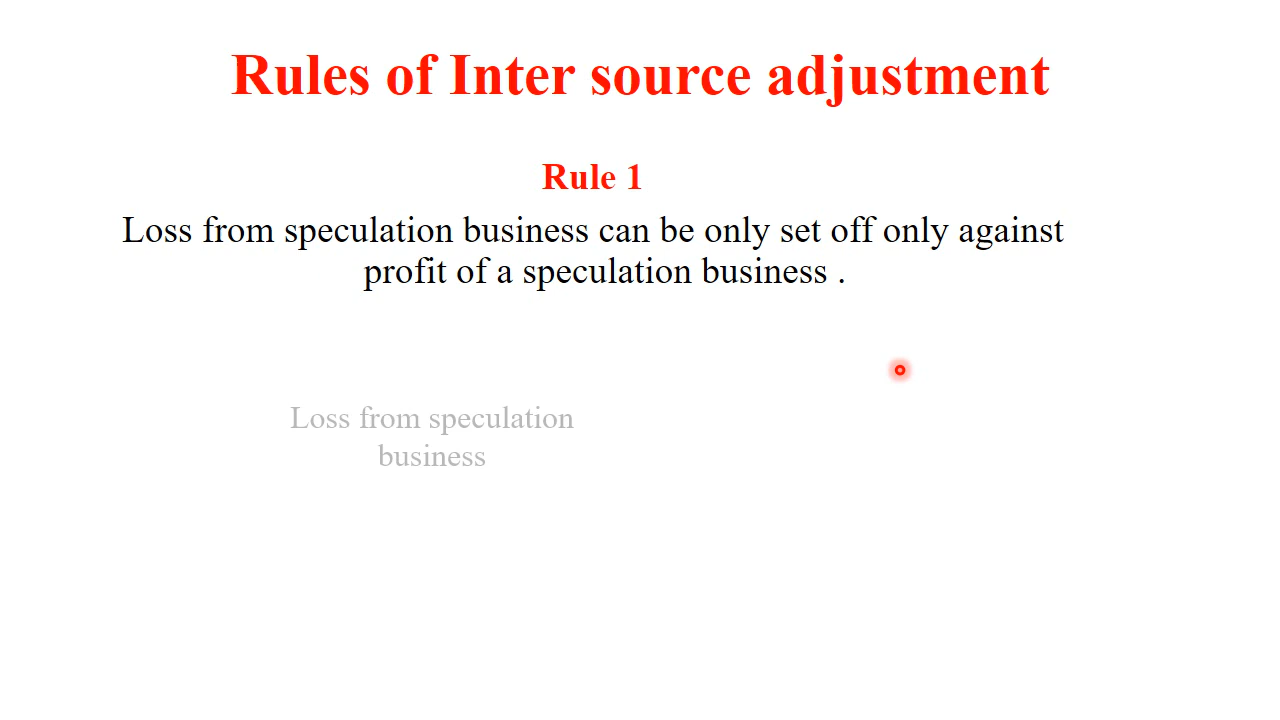 Rules of Inter source adjustment
Rule 1
Loss from speculation business can be only set off only against
profit of a speculation business .
Loss from speculation
business